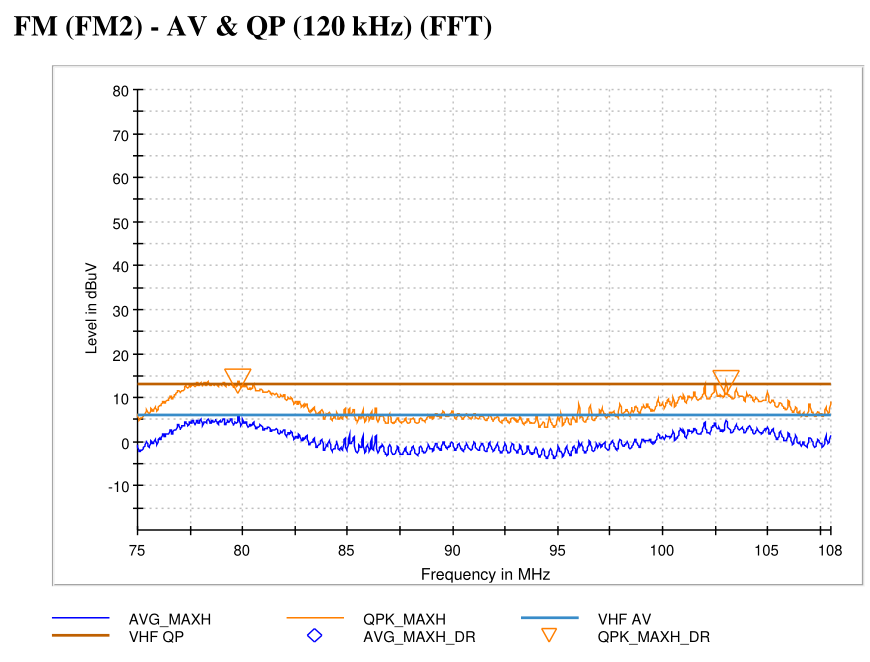 FM (FM2) - AV & QP (120 kHz) (FFT)
80
70
60
50
40
30
20
10
0
-10
Level in dBuV
75 80 85 90 95 100 105 108
Frequency in MHz
AVG_MAXH QPK_MAXH VHF AV
VHF QP AVG_MAXH_DR QPK_MAXH_DR